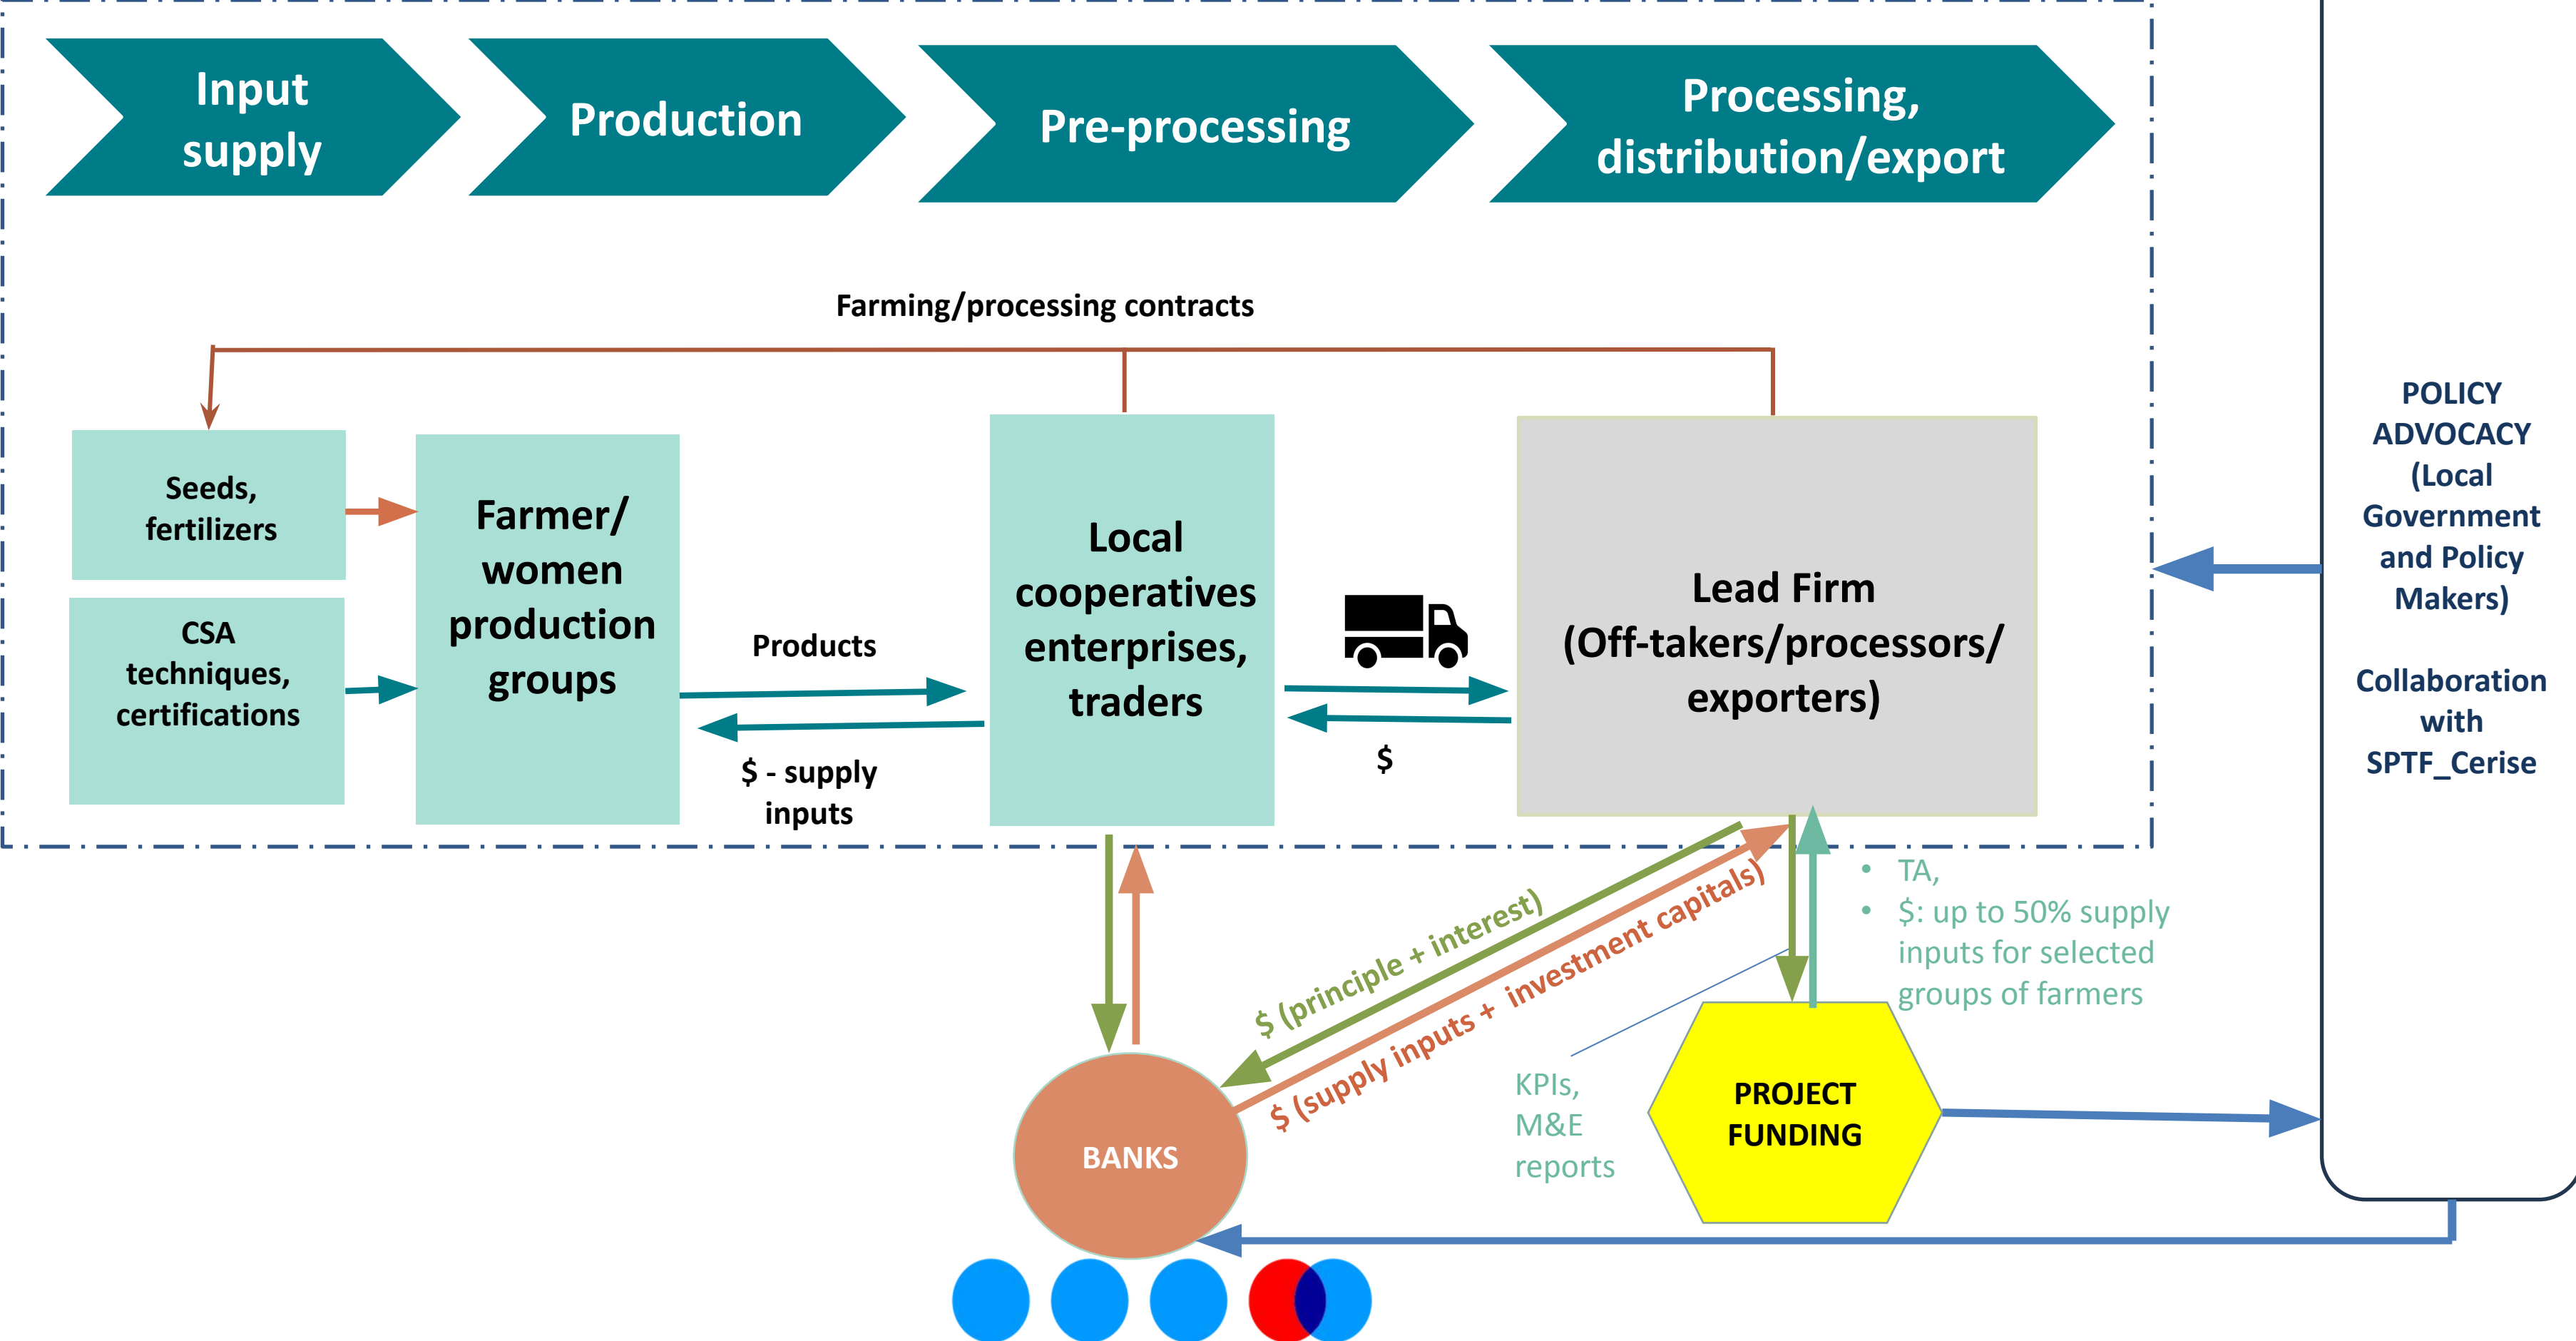 Input
supply
Production
Pre-processing
Processing,
distribution/export
Farming/processing contracts
Seeds,
fertilizers
CSA
techniques,
certifications
Farmer/
women
production
groups
Products
$ - supply
inputs
Local
cooperatives
enterprises,
traders
$
Lead Firm
(Off-takers/processors/
exporters)
POLICY
ADVOCACY
(Local
Government
and Policy
Makers)
Collaboration
with
SPTF_Cerise
• TA,
• $: up to 50% supply
inputs for selected
groups of farmers
$ (principle + interest)
$ (supply inputs + investment capitals)
KPIs,
M&E
reports
PROJECT
FUNDING
BANKS